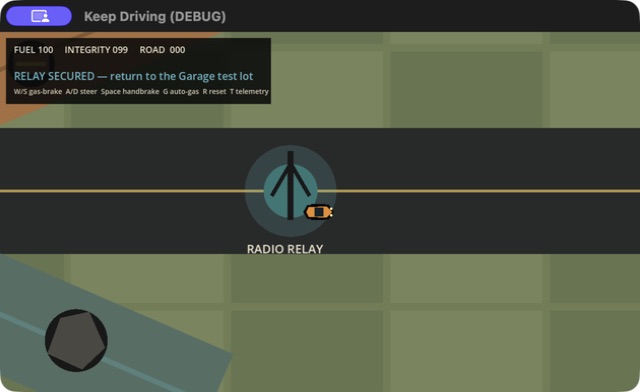 Keep Driving (DEBUG)
FUEL 100 INTEGRITY 099 ROAD 000
RELAY SECURED — return to the Garage test lot
W/S gas-brake A/D steer Space handbrake G auto-gas R reset T telemetry
RADIO RELAY